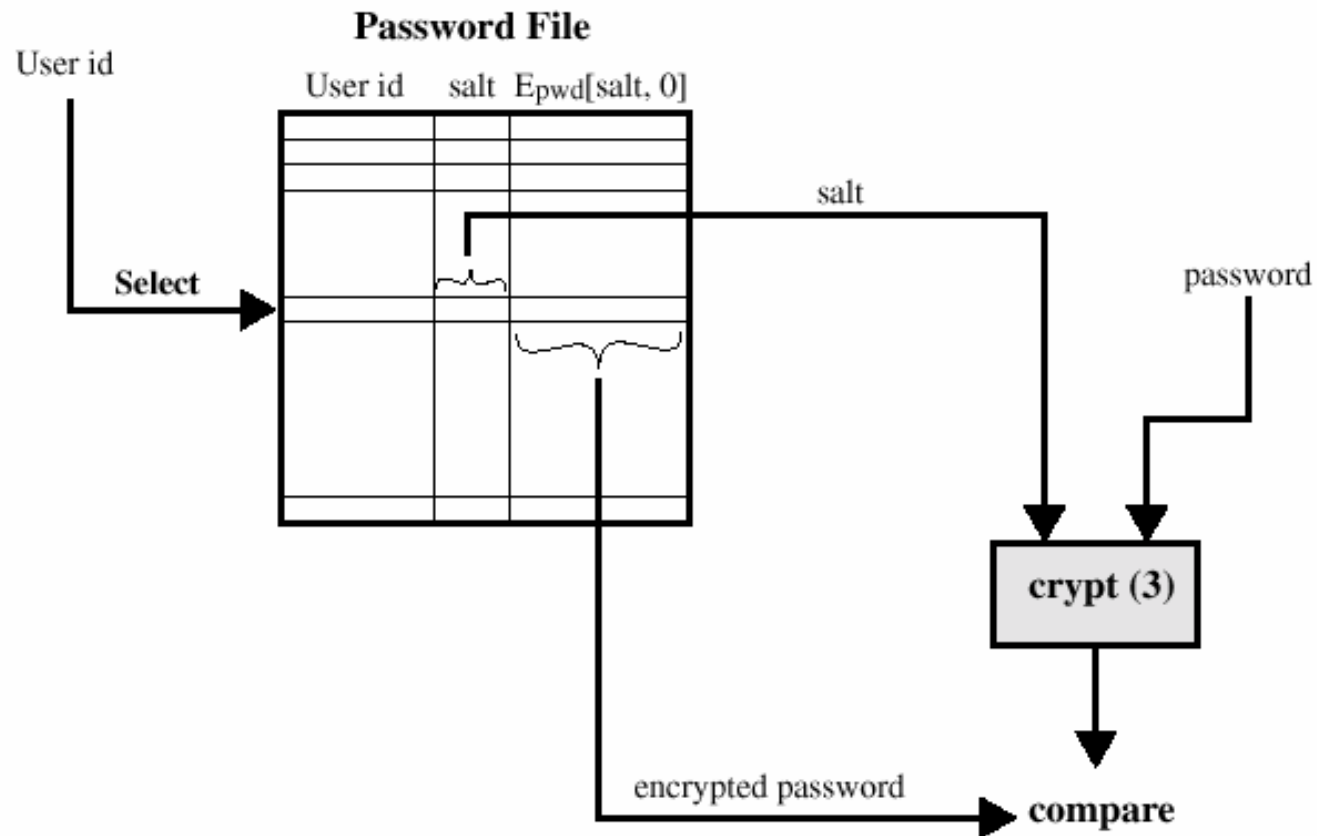 Password File
User id
User id salt Epwd[salt, 0]
salt
Select
password
crypt (3)
encrypted password
compare